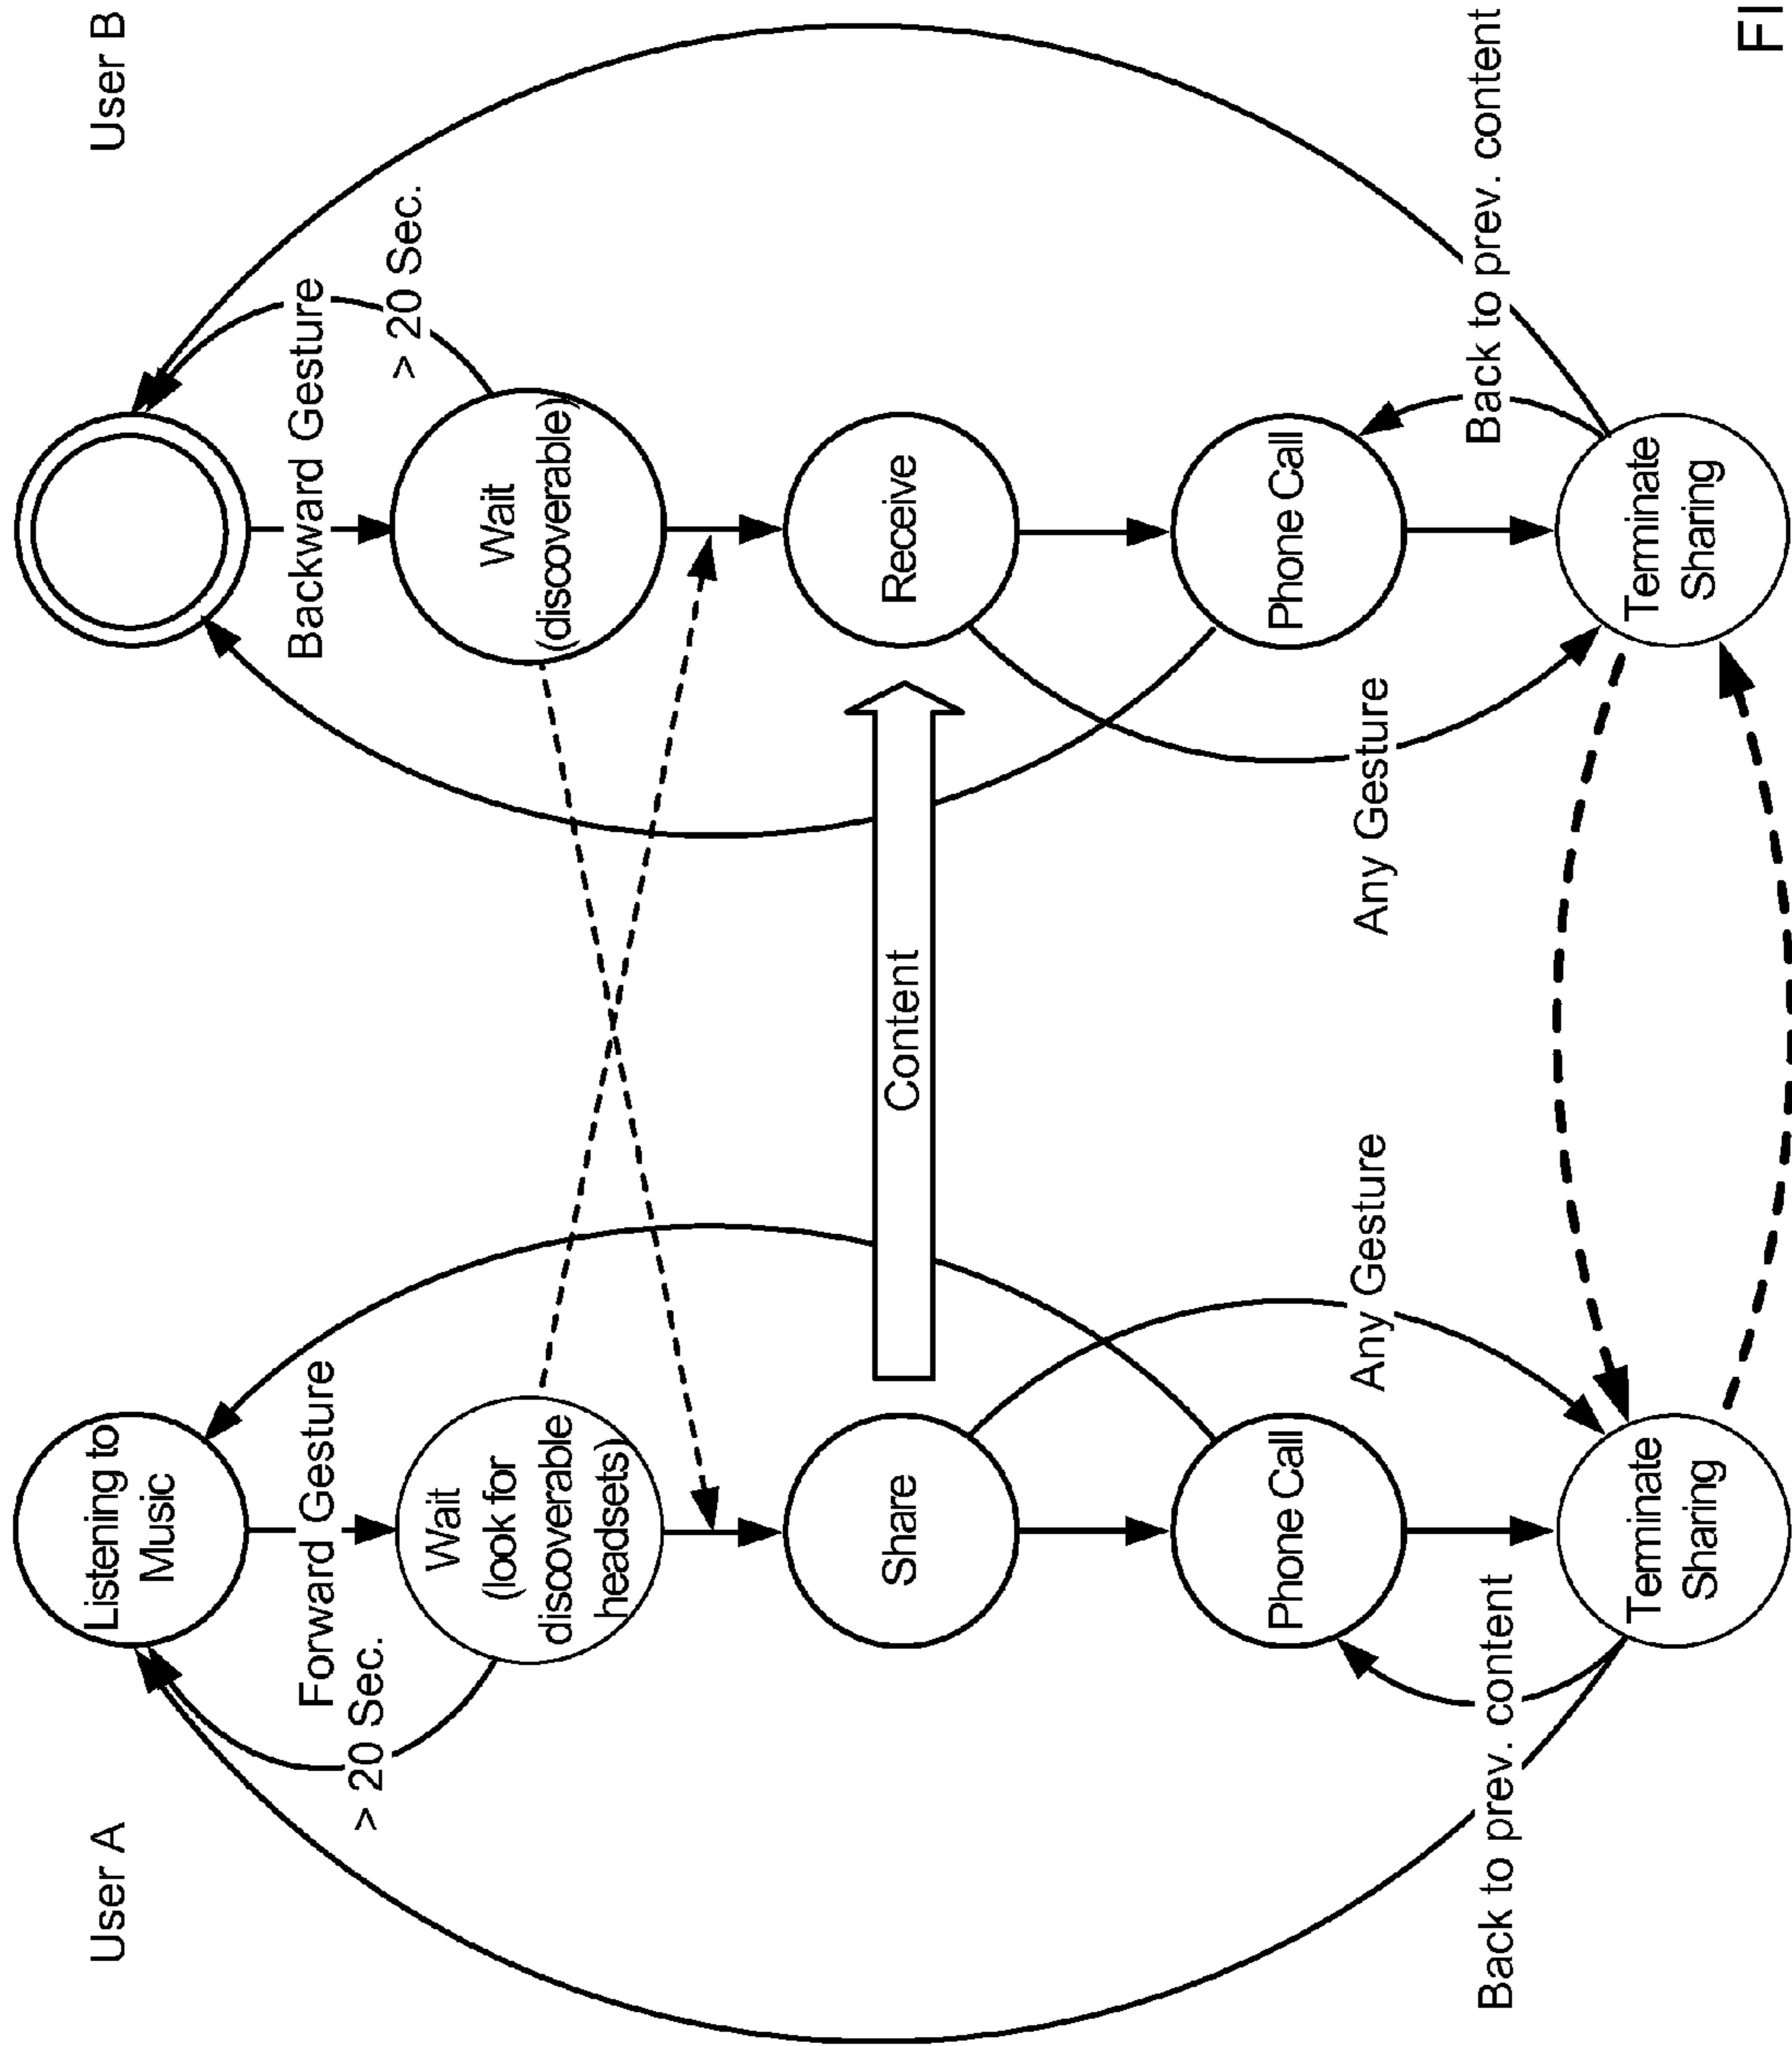 User A
User B
Listening to
Music
Forward Gesture
> 20 Sec.
Wait
(look for
discoverable
headsets)
Share
Phone Call
Any Gesture
Back to prev. content
Terminate
Sharing
Content
Backward Gesture
> 20 Sec.
Wait
(discoverable)
Receive
Phone Call
Any Gesture
Back to prev. content
Terminate
Sharing
FI